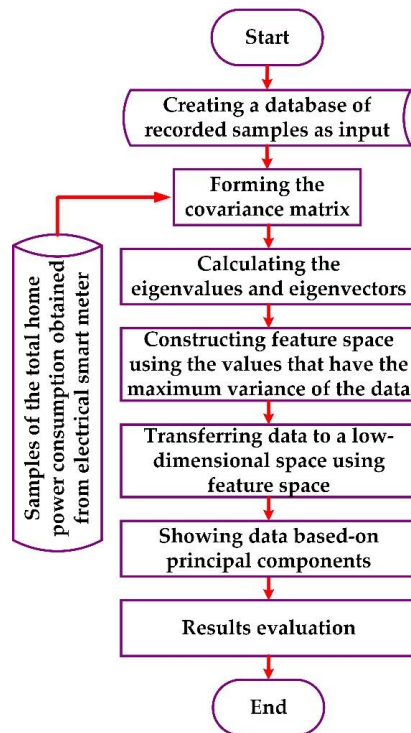 Start
Creating a database of
recorded samples as input
Forming the
covariance matrix
Samples of the total home
power consumption obtained
from electrical smart meter
Calculating the
eigenvalues and eigenvectors
Constructing feature space
using the values that have the
maximum variance of the data
Transferring data to a low-
dimensional space using
feature space
Showing data based-on
principal components
Results evaluation
End